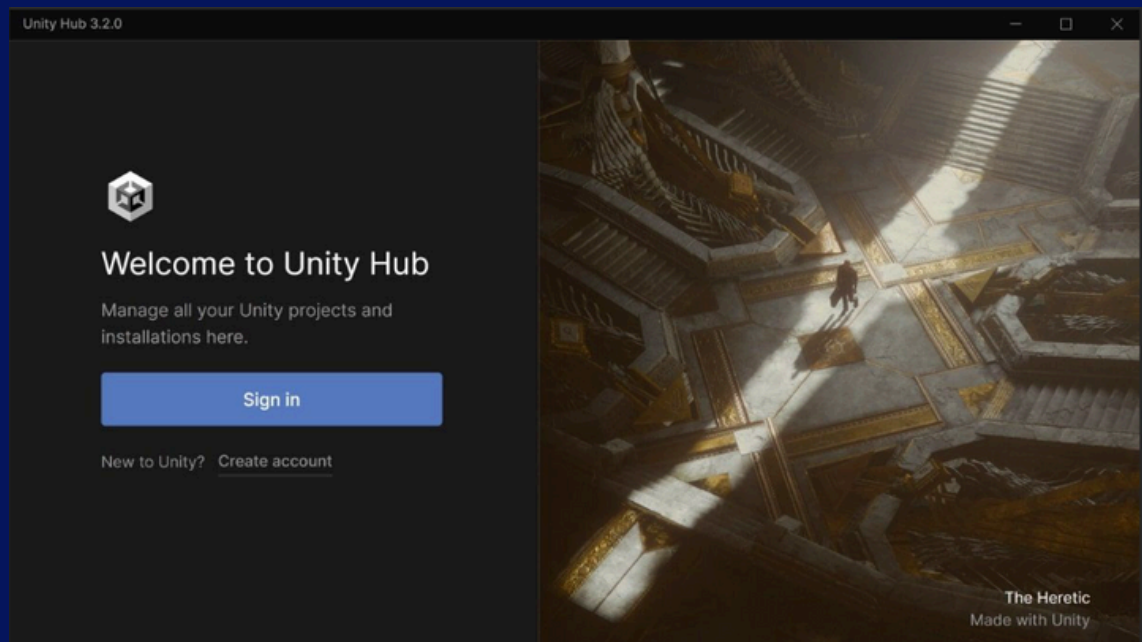 Unity Hub 3.2.0
Welcome to Unity Hub
Manage all your Unity projects and
installations here.
Sign in
New to Unity? Create account
The Heretic
Made with Unity